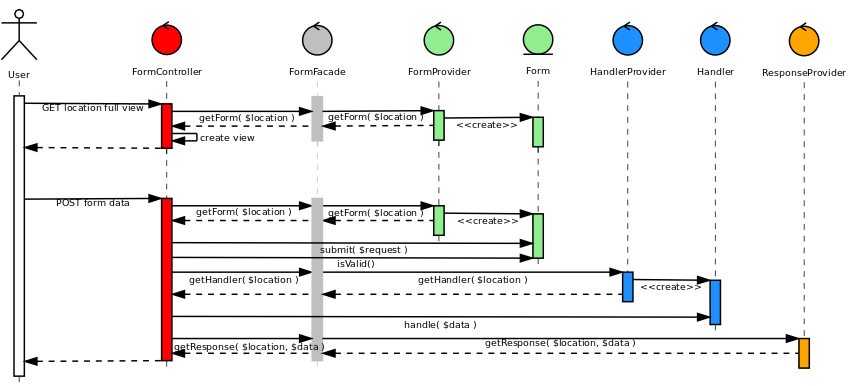 User
FormController
FormFacade
FormProvider
Form
HandlerProvider
Handler
ResponseProvider
GET location full view
getForm( $location )
getForm( $location )
<<create>>
create view
POST form data
getForm( $location )
getForm( $location )
<<create>>
submit( $request )
isValid()
getHandler( $location )
getHandler( $location )
<<create>>
handle( $data )
getResponse( $location, $data )
getResponse( $location, $data )